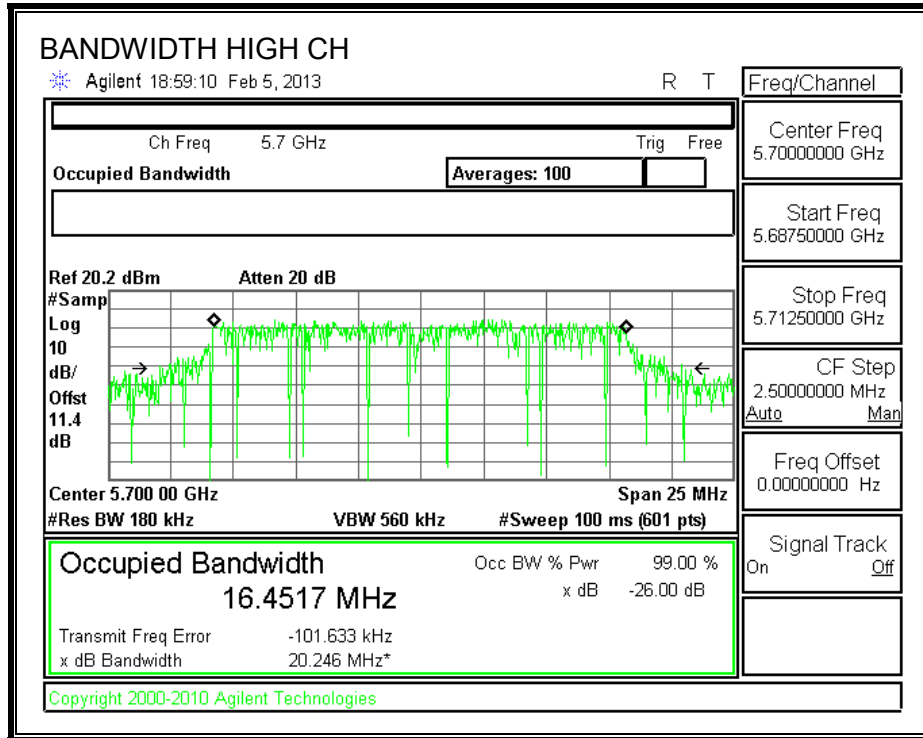 BANDWIDTH HIGH CH
Agilent 18:59:10 Feb 5, 2013 R T
Freq/Channel
Ch Freq 5.7 GHz Trig Free
Occupied Bandwidth Averages: 100
Ref 20.2 dBm Atten 20 dB
#Samp
Log
10
dB/
Offst
11.4
dB
Center 5.700 00 GHz Span 25 MHz
#Res BW 180 kHz VBW 560 kHz #Sweep 100 ms (601 pts)
Occupied Bandwidth Occ BW % Pwr 99.00 %
16.4517 MHz x dB -26.00 dB
Transmit Freq Error -101.633 kHz
x dB Bandwidth 20.246 MHz*
Copyright 2000-2010 Agilent Technologies
Center Freq
5.70000000 GHz
Start Freq
5.68750000 GHz
Stop Freq
5.71250000 GHz
CF Step
2.50000000 MHz
Auto Man
Freq Offset
0.00000000 Hz
Signal Track
On Off